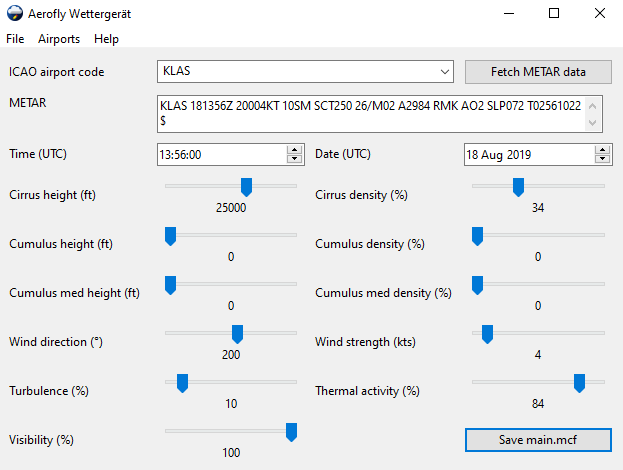 Aerofly Wettergerät
File Airports Help
ICAO airport code KLAS Fetch METAR data
METAR KLAS 181356Z 20004KT 10SM SCT250 26/M02 A2984 RMK AO2 SLP072 T02561022
$
Time (UTC) 13:56:00 Date (UTC) 18 Aug 2019
Cirrus height (ft) 25000 Cirrus density (%) 34
Cumulus height (ft) 0 Cumulus density (%) 0
Cumulus med height (ft) 0 Cumulus med density (%) 0
Wind direction (°) 200 Wind strength (kts) 4
Turbulence (%) 10 Thermal activity (%) 84
Visibility (%) 100 Save main.mcf